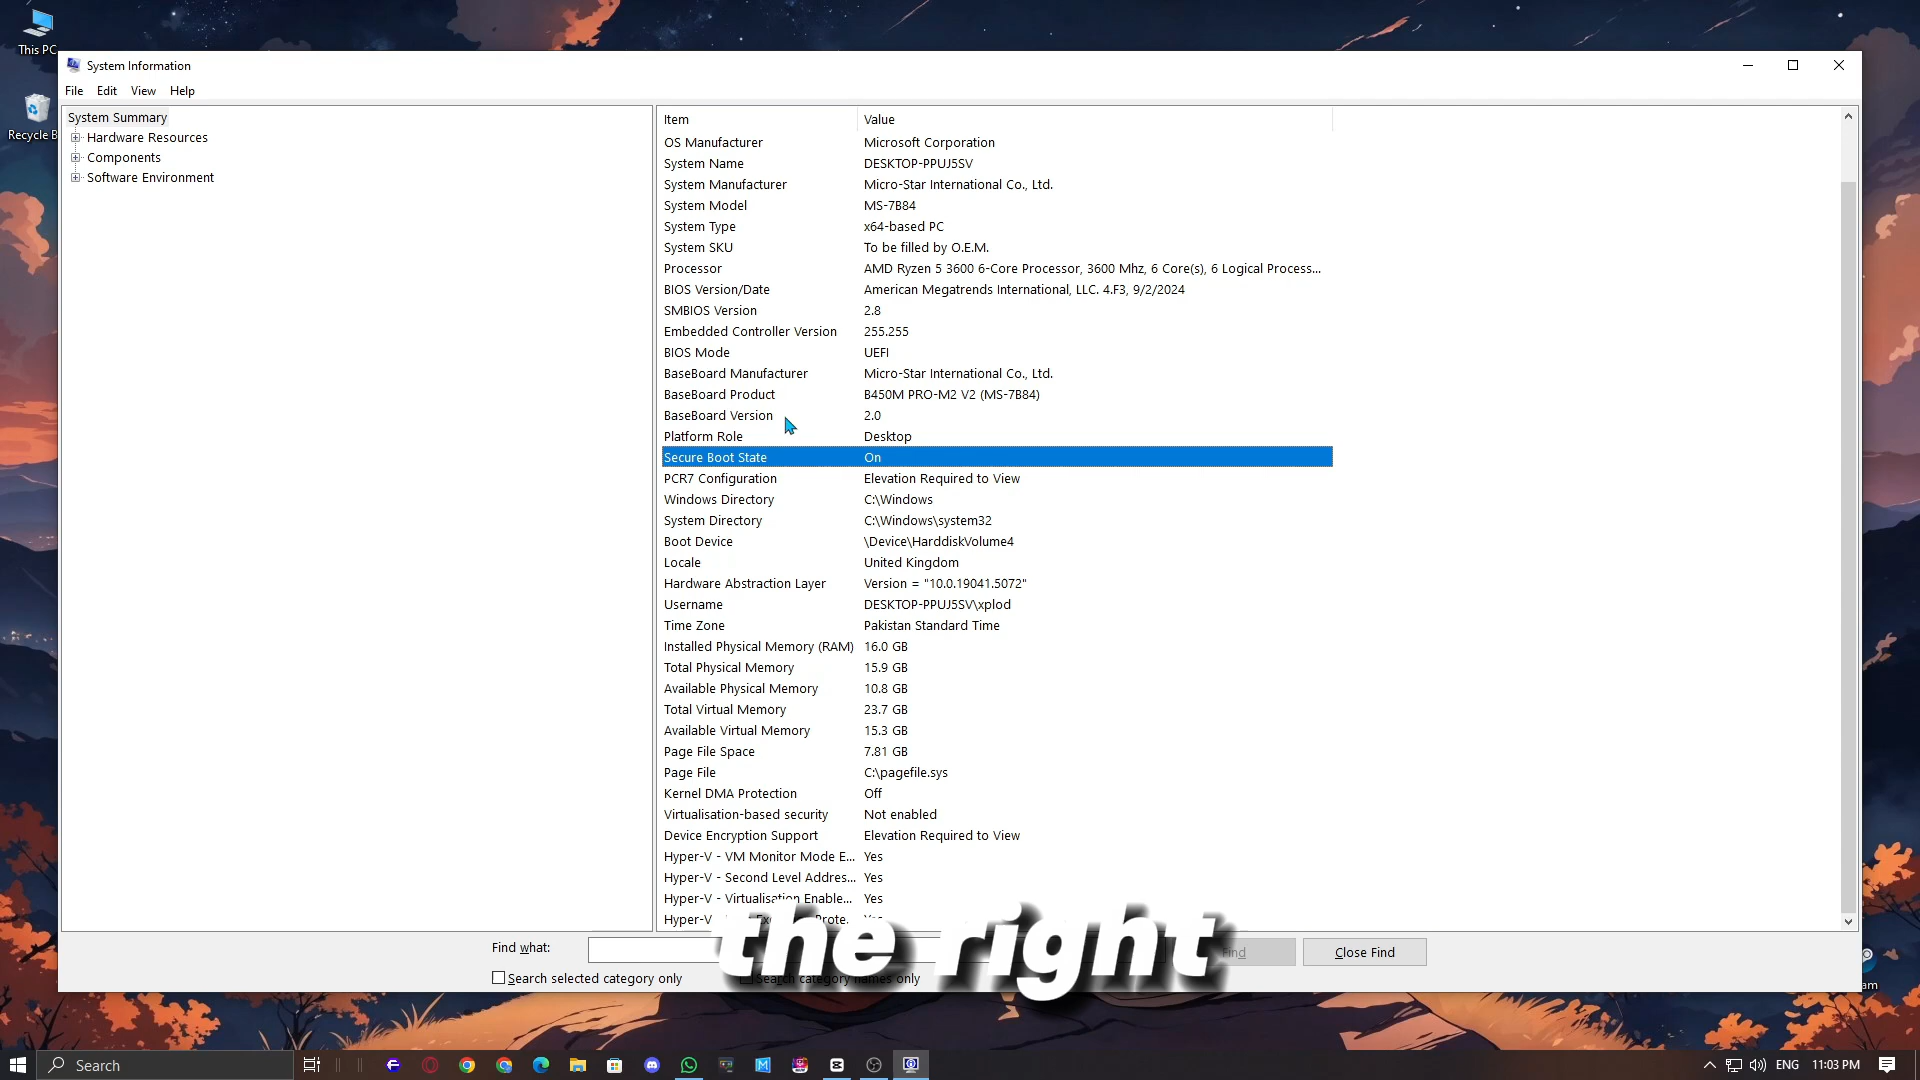 This PC
Recycle B
System Information
File Edit View Help
System Summary
Hardware Resources
Components
Software Environment
Item Value
OS Manufacturer Microsoft Corporation
System Name DESKTOP-PPUJ5SV
System Manufacturer Micro-Star International Co., Ltd.
System Model MS-7B84
System Type x64-based PC
System SKU To be filled by O.E.M.
Processor AMD Ryzen 5 3600 6-Core Processor, 3600 Mhz, 6 Core(s), 6 Logical Process...
BIOS Version/Date American Megatrends International, LLC. 4.F3, 9/2/2024
SMBIOS Version 2.8
Embedded Controller Version 255.255
BIOS Mode UEFI
BaseBoard Manufacturer Micro-Star International Co., Ltd.
BaseBoard Product B450M PRO-M2 V2 (MS-7B84)
BaseBoard Version 2.0
Platform Role Desktop
Secure Boot State On
PCR7 Configuration Elevation Required to View
Windows Directory C:\Windows
System Directory C:\Windows\system32
Boot Device \Device\HarddiskVolume4
Locale United Kingdom
Hardware Abstraction Layer Version = "10.0.19041.5072"
Username DESKTOP-PPUJ5SV\xplod
Time Zone Pakistan Standard Time
Installed Physical Memory (RAM) 16.0 GB
Total Physical Memory 15.9 GB
Available Physical Memory 10.8 GB
Total Virtual Memory 23.7 GB
Available Virtual Memory 15.3 GB
Page File Space 7.81 GB
Page File C:\pagefile.sys
Kernel DMA Protection Off
Virtualisation-based security Not enabled
Device Encryption Support Elevation Required to View
Hyper-V - VM Monitor Mode E... Yes
Hyper-V - Second Level Addres... Yes
Hyper-V - Virtualisation Enable... Yes
Hyper-V
the right
Find what: Find Close Find
Search selected category only Search category names only
am
Search
ENG 11:03 PM